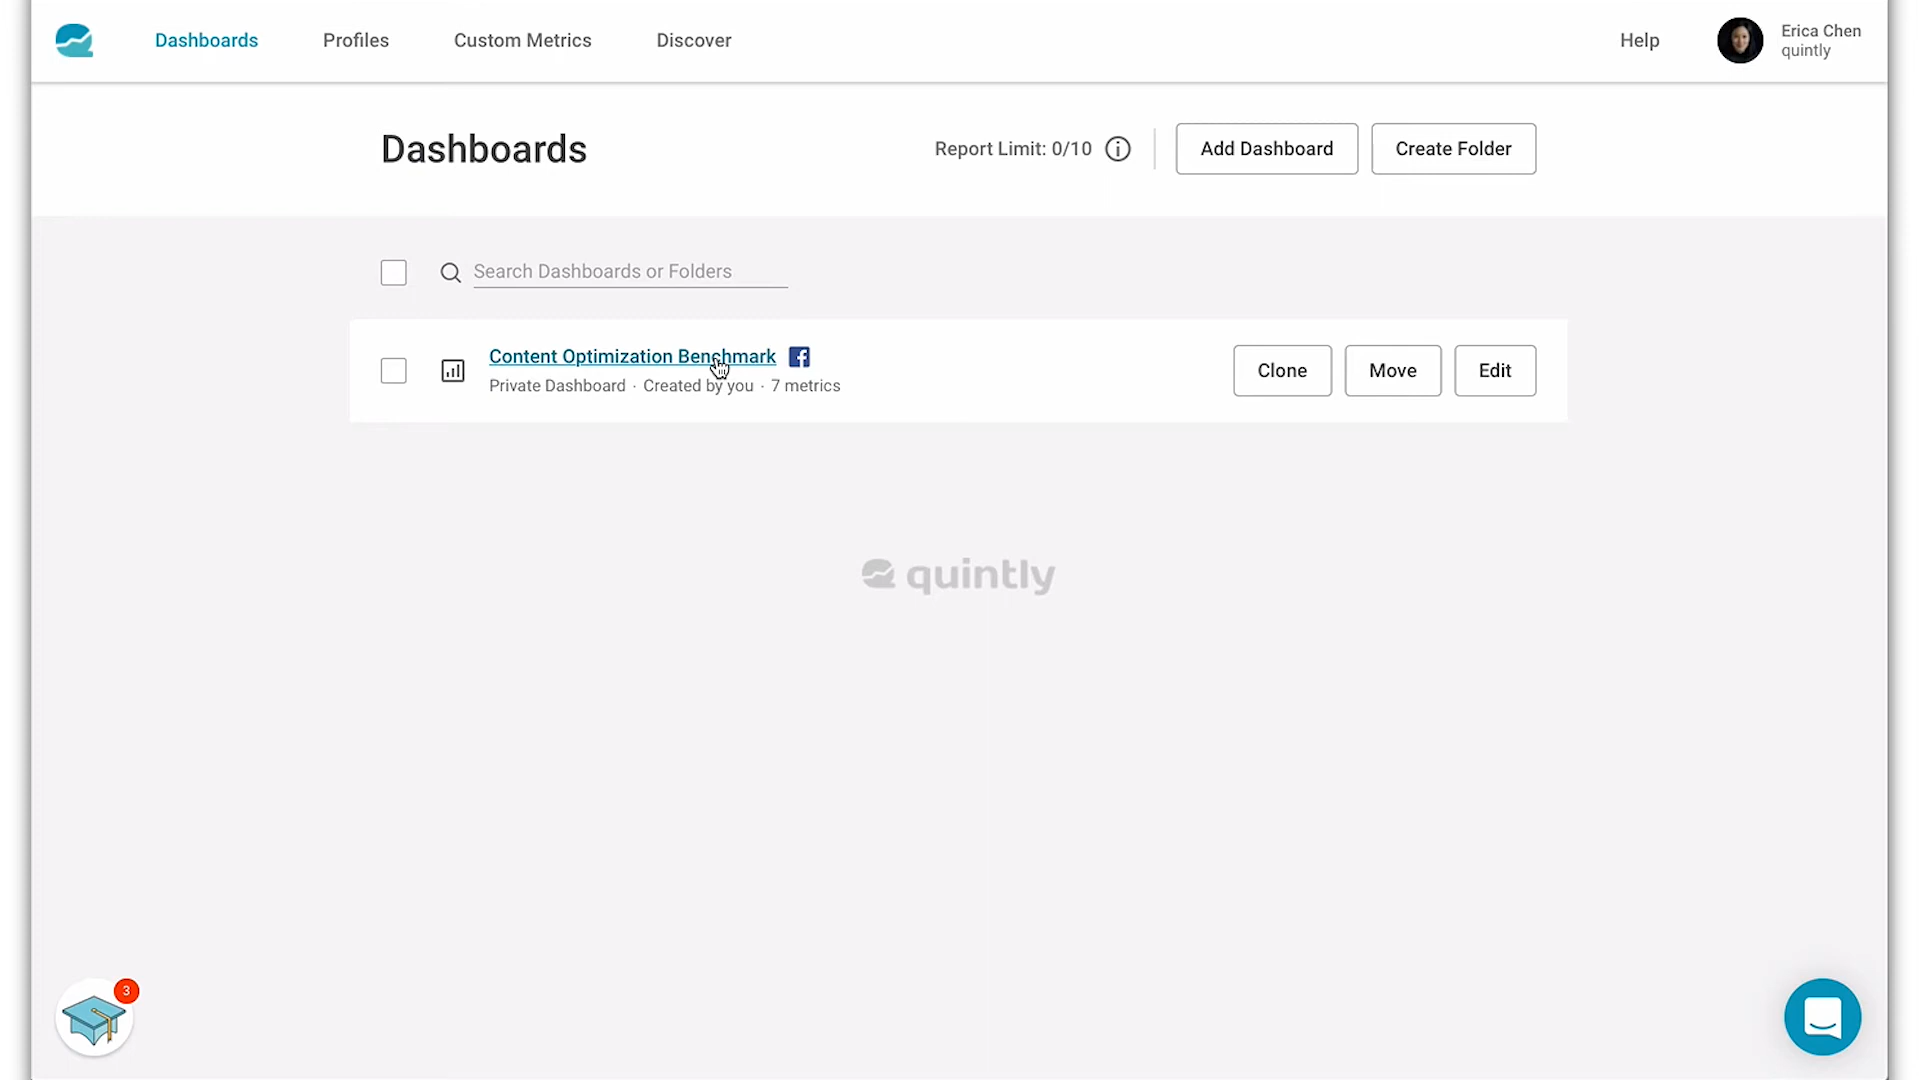 Dashboards
Profiles
Custom Metrics
Discover
Help
Erica Chen
quintly
Dashboards
Report Limit: 0/10
Add Dashboard
Create Folder
Search Dashboards or Folders
Content Optimization Benchmark
Private Dashboard · Created by you · 7 metrics
Clone
Move
Edit
quintly
3